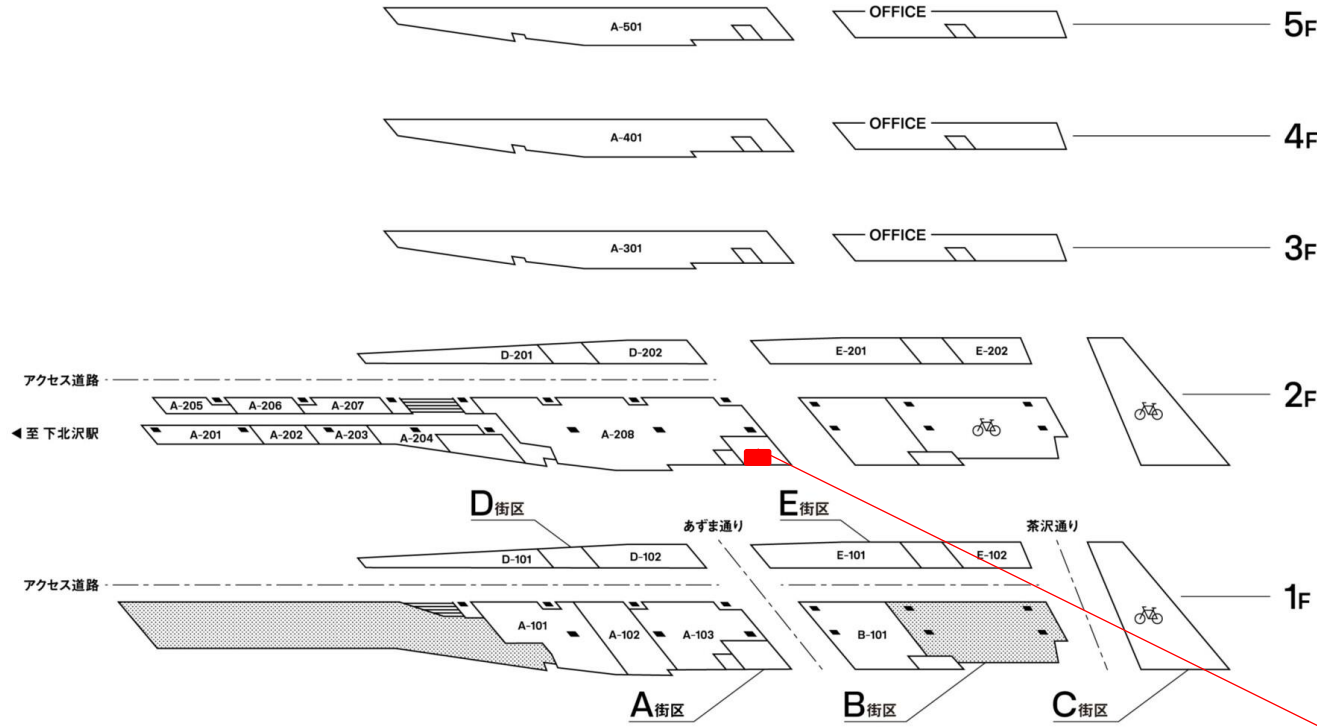 A-501
OFFICE
5F
A-401
OFFICE
4F
A-301
OFFICE
3F
D-201
D-202
E-201
E-202
アクセス道路
2F
A-205
A-206
A-207
◀至 下北沢駅
A-201
A-202
A-203
A-204
A-208
D街区
あずま通り
E街区
茶沢通り
D-101
D-102
E-101
E-102
アクセス道路
1F
A-101
A-102
A-103
B-101
A街区
B街区
C街区